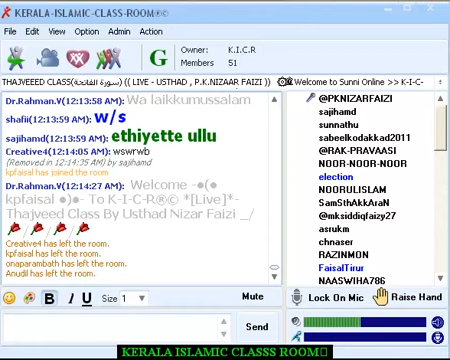 KERALA-ISLAMIC-CLASS-ROOM®©
File View Option Admin Action
G Owner: K.I.C.R
Members 51
THAJVEEED CLASS(سورة الفاتحة) (( LIVE - USTHAD , P.K.NIZAAR FAIZI )) Welcome to Sunni Online >> K-I-C-
Dr.Rahman.V(12:13:58 AM): Wa laikkumussalam
shafii(12:13:59 AM): w/s
sajihamd(12:13:59 AM): ethiyette ullu
Creative4(12:14:05 AM): wswrwb
(Removed in 12:14:35 AM) by sajihamd
kpfasal has joined the room
Dr.Rahman.V(12:14:27 AM): Welcome -●(●
kpfaisal ●)●- To K-I-C-R®© *[Live]*-
Thajveed Class By Usthad Nizar Faizi _/
/ / / /
Creative4 has left the room.
kpfasal has left the room.
onaparambath has left the room.
Anudil has left the room.
@PKNIZARFAIZI
sajihamd
sunnathu
sabeelkodakkad2011
@RAK-PRAVAASI
NOOR-NOOR-NOOR
election
NOORULISLAM
SamSthAkkAraN
@mksiddiqfaizy27
asrukm
chnaser
RAZINMON
FaisalTirur
NAASWIHA786
B I U Size 1 Mute
Lock On Mic Raise Hand
Send
KERALA ISLAMIC CLASSS ROOM